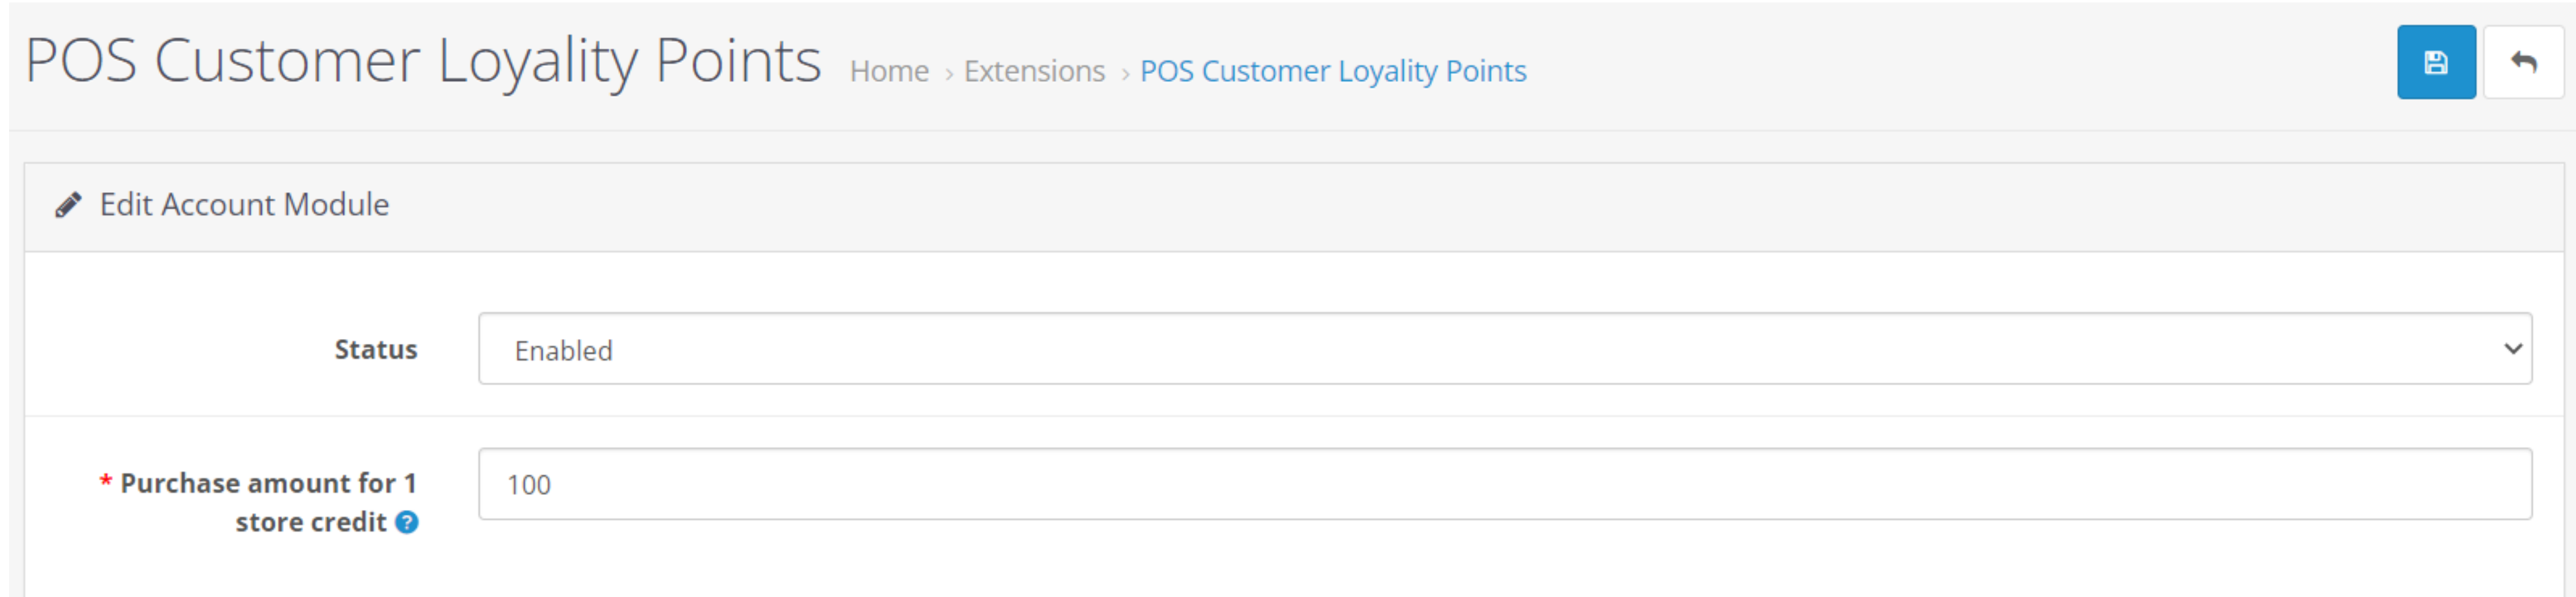 POS Customer Loyality Points
Home › Extensions › POS Customer Loyality Points
Edit Account Module
Status
Enabled
* Purchase amount for 1
store credit ?
100